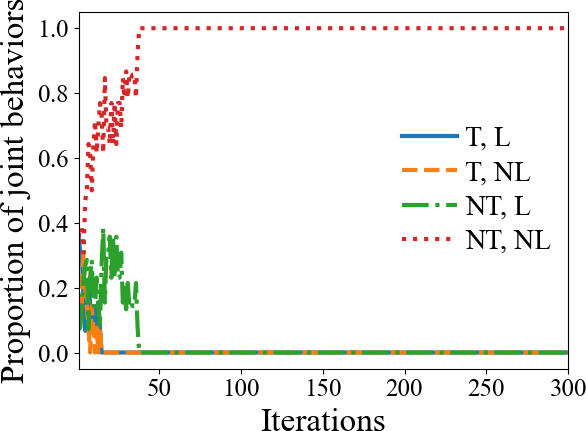 Proportion of joint behaviors
1.0
0.8
0.6
0.4
0.2
0.0
T, L
T, NL
NT, L
NT, NL
50
100
150
200
250
300
Iterations